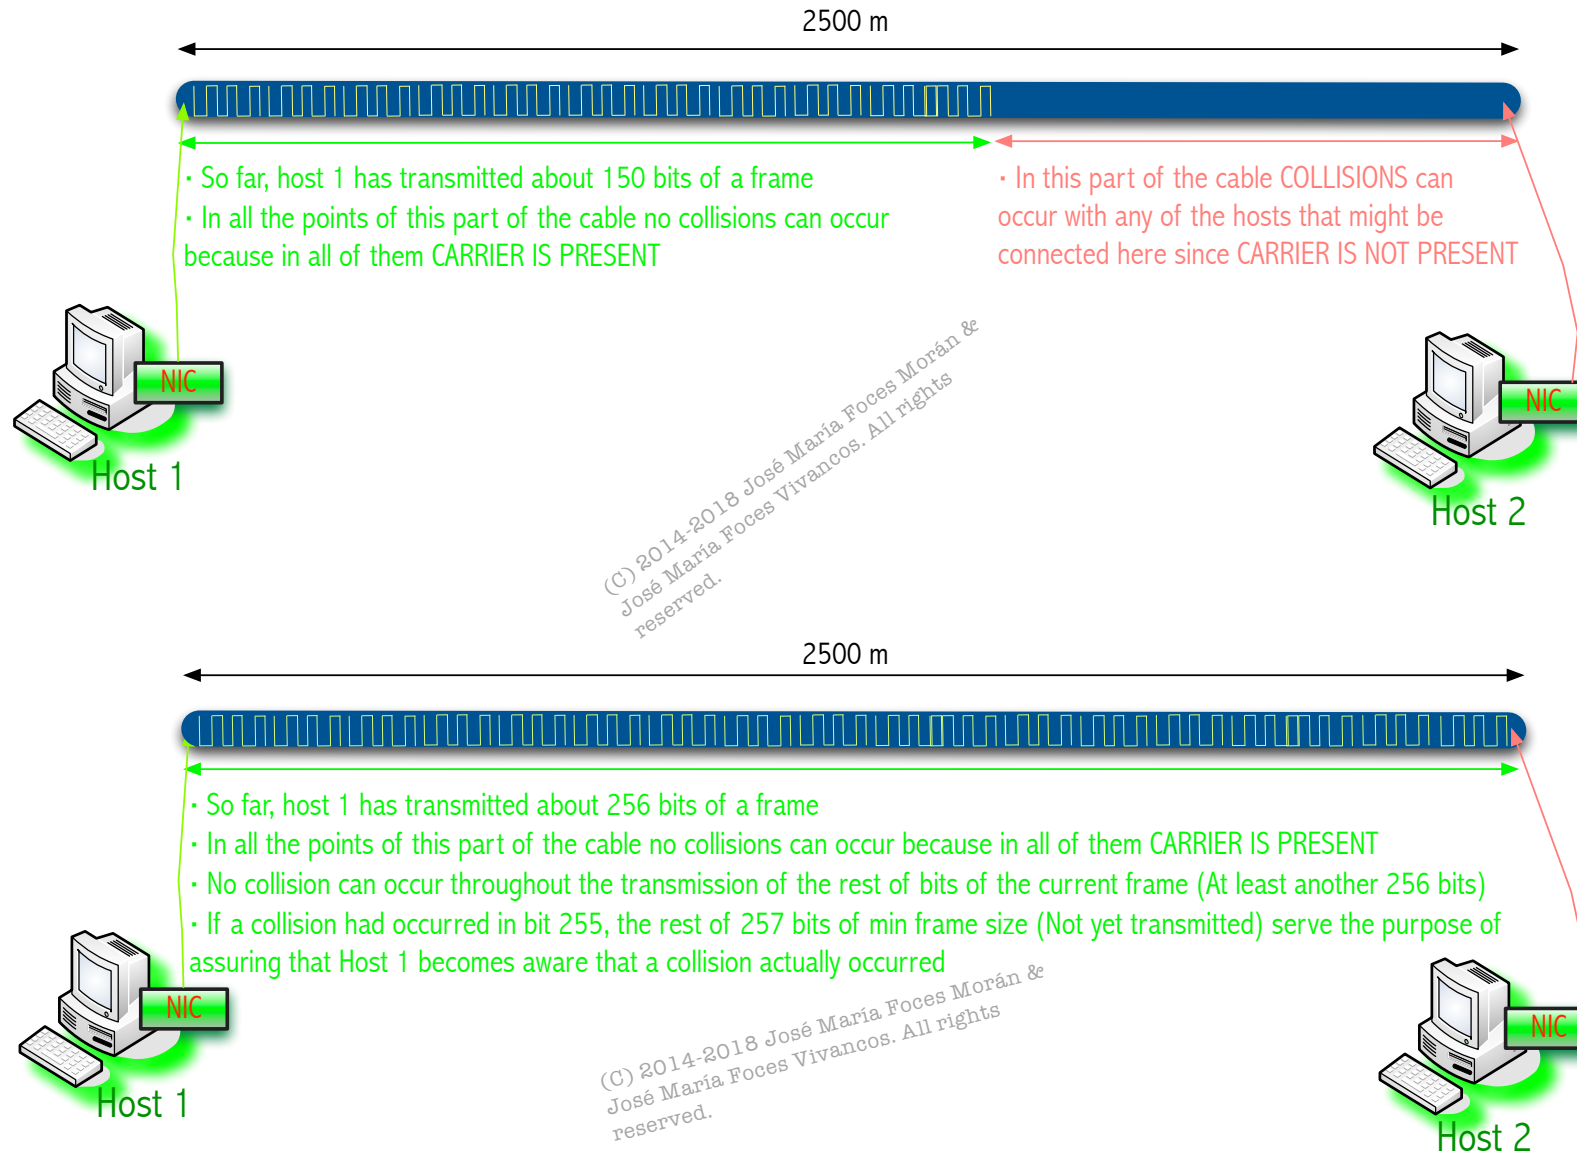 2500 m
· So far, host 1 has transmitted about 150 bits of a frame
· In all the points of this part of the cable no collisions can occur
because in all of them CARRIER IS PRESENT
· In this part of the cable COLLISIONS can
occur with any of the hosts that might be
connected here since CARRIER IS NOT PRESENT
NIC
Host 1
NIC
Host 2
(C) 2014-2018 José María Foces Morán &
José María Foces Vivancos. All rights
reserved.
2500 m
· So far, host 1 has transmitted about 256 bits of a frame
· In all the points of this part of the cable no collisions can occur because in all of them CARRIER IS PRESENT
· No collision can occur throughout the transmission of the rest of bits of the current frame (At least another 256 bits)
· If a collision had occurred in bit 255, the rest of 257 bits of min frame size (Not yet transmitted) serve the purpose of
assuring that Host 1 becomes aware that a collision actually occurred
NIC
Host 1
NIC
Host 2
(C) 2014-2018 José María Foces Morán &
José María Foces Vivancos. All rights
reserved.